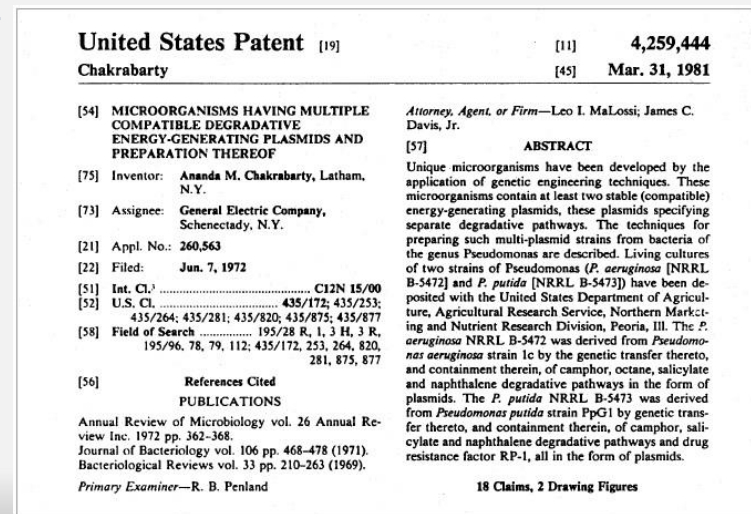 United States Patent [19]
[11] 4,259,444
Chakrabarty
[45] Mar. 31, 1981
[54] MICROORGANISMS HAVING MULTIPLE
COMPATIBLE DEGRADATIVE
ENERGY-GENERATING PLASMIDS AND
PREPARATION THEREOF
[75] Inventor: Ananda M. Chakrabarty, Latham,
N.Y.
[73] Assignee: General Electric Company,
Schenectady, N.Y.
[21] Appl. No.: 260,563
[22] Filed: Jun. 7, 1972
[51] Int. Cl.³ .............................................. C12N 15/00
[52] U.S. Cl. ................................ 435/172; 435/253;
435/264; 435/281; 435/820; 435/875; 435/877
[58] Field of Search ............... 195/28 R, 1, 3 H, 3 R,
195/96, 78, 79, 112; 435/172, 253, 264, 820,
281, 875, 877
[56] References Cited
PUBLICATIONS
Annual Review of Microbiology vol. 26 Annual Re-
view Inc. 1972 pp. 362-368.
Journal of Bacteriology vol. 106 pp. 468-478 (1971).
Bacteriological Reviews vol. 33 pp. 210-263 (1969).
Primary Examiner—R. B. Penland
Attorney, Agent, or Firm—Leo I. MaLossi; James C.
Davis, Jr.
[57] ABSTRACT
Unique microorganisms have been developed by the
application of genetic engineering techniques. These
microorganisms contain at least two stable (compatible)
energy-generating plasmids, these plasmids specifying
separate degradative pathways. The techniques for
preparing such multi-plasmid strains from bacteria of
the genus Pseudomonas are described. Living cultures
of two strains of Pseudomonas (P. aeruginosa [NRRL
B-5472] and P. putida [NRRL B-5473]) have been de-
posited with the United States Department of Agricul-
ture, Agricultural Research Service, Northern Market-
ing and Nutrient Research Division, Peoria, Ill. The P.
aeruginosa NRRL B-5472 was derived from Pseudomo-
nas aeruginosa strain 1c by the genetic transfer thereto,
and containment therein, of camphor, octane, salicylate
and naphthalene degradative pathways in the form of
plasmids. The P. putida NRRL B-5473 was derived
from Pseudomonas putida strain PpG1 by genetic trans-
fer thereto, and containment therein, of camphor, sali-
cylate and naphthalene degradative pathways and drug
resistance factor RP-1, all in the form of plasmids.
18 Claims, 2 Drawing Figures